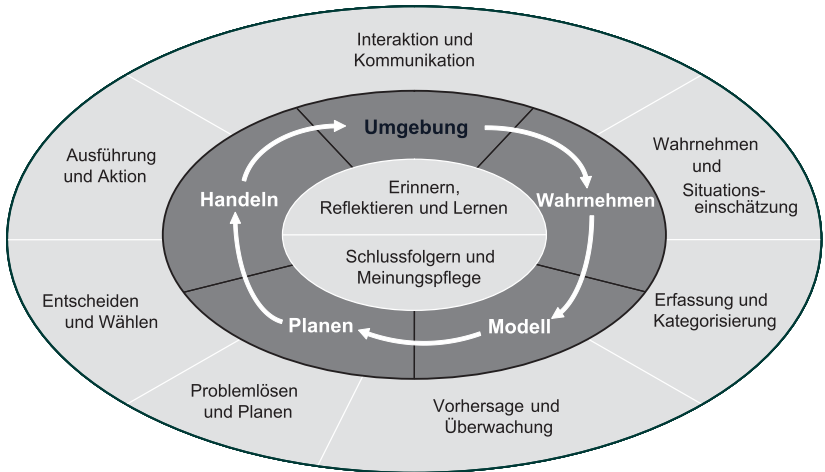 Interaktion und
Kommunikation
Ausführung
und Aktion
Umgebung
Wahrnehmen
und
Situations-
einschätzung
Handeln
Erinnern,
Reflektieren und Lernen
Wahrnehmen
Schlussfolgern und
Meinungspflege
Entscheiden
und Wählen
Planen
Modell
Erfassung und
Kategorisierung
Problemlösen
und Planen
Vorhersage und
Überwachung